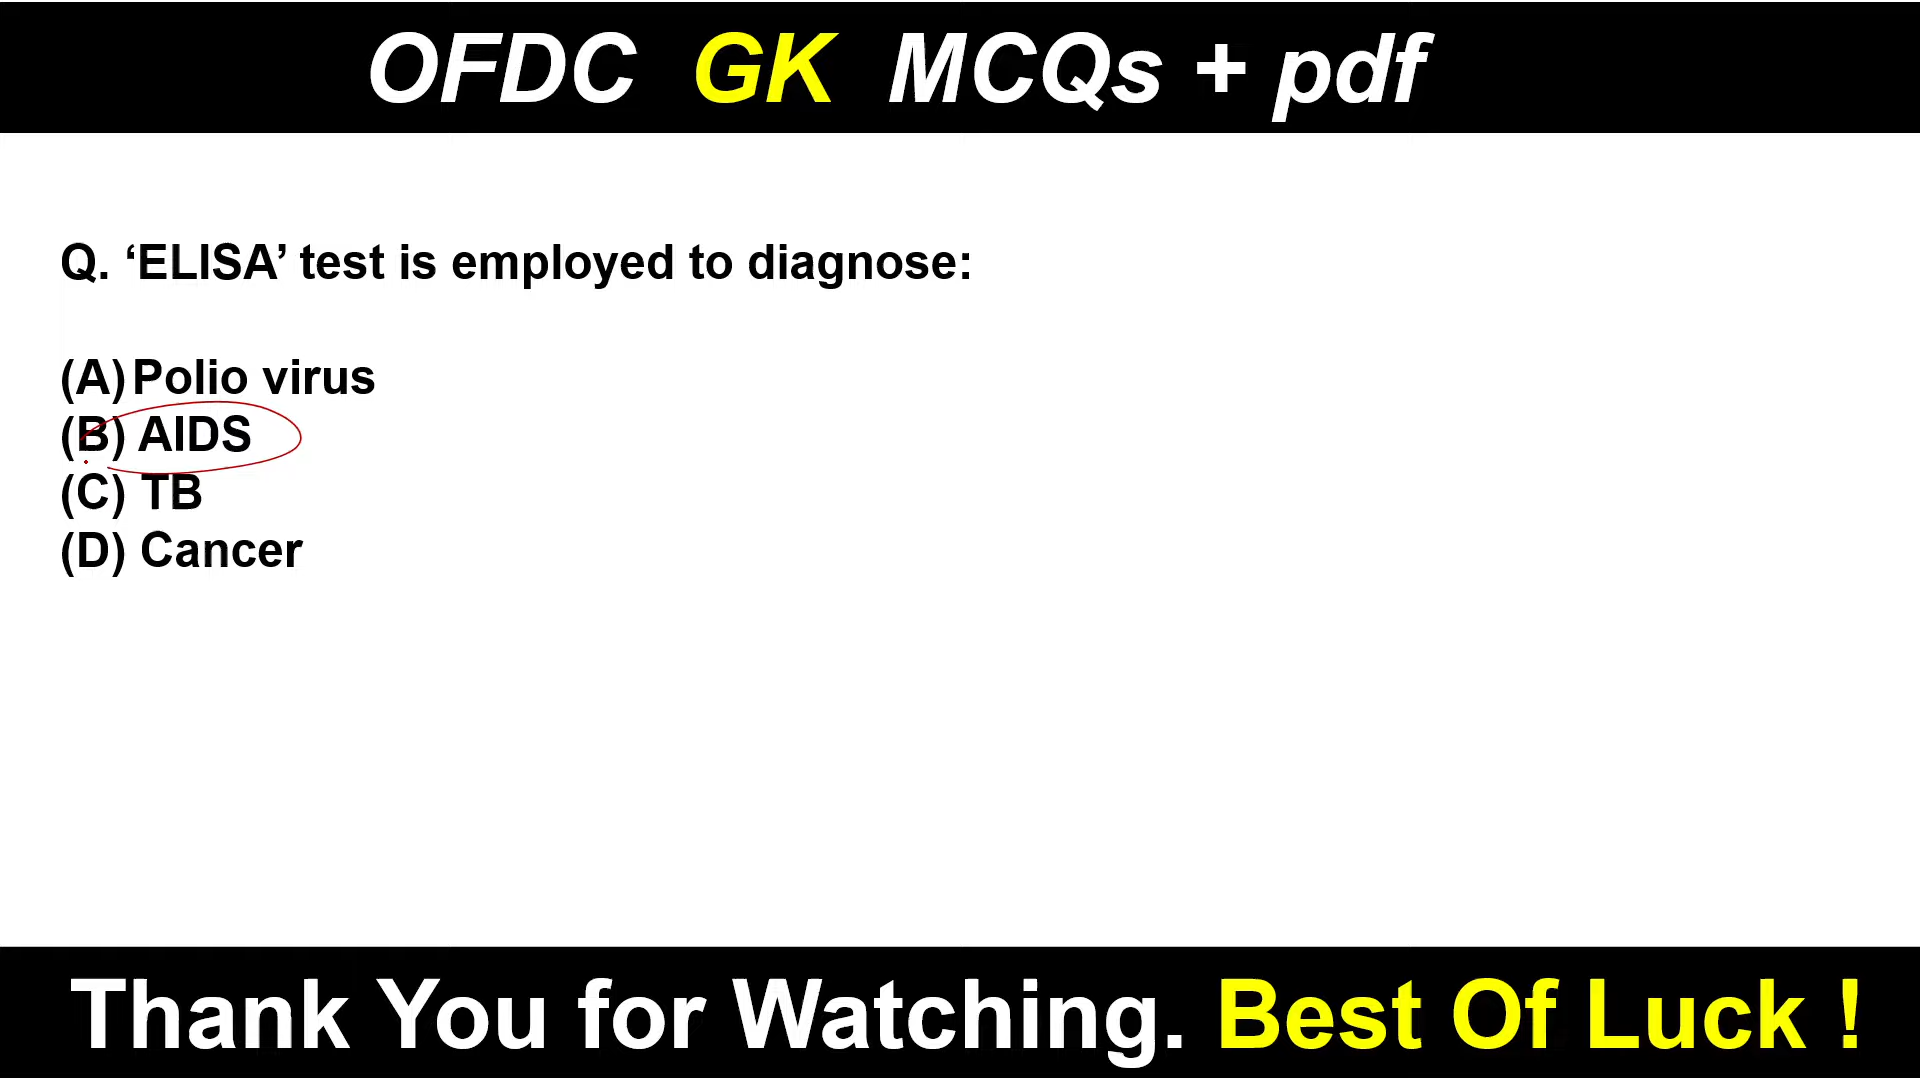 OFDC GK MCQs + pdf
Q. ‘ELISA’ test is employed to diagnose:
(A) Polio virus
(B) AIDS
(C) TB
(D) Cancer
Thank You for Watching. Best Of Luck !